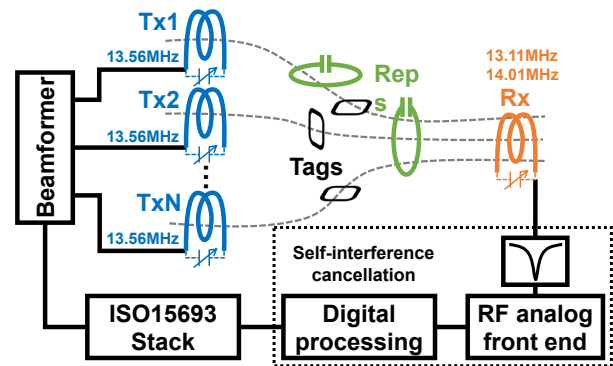 Tx1
13.56MHz
Tx2
13.56MHz
TxN
13.56MHz
Beamformer
Rep
s
Tags
13.11MHz
14.01MHz
Rx
Self-interference
cancellation
ISO15693
Stack
Digital
processing
RF analog
front end